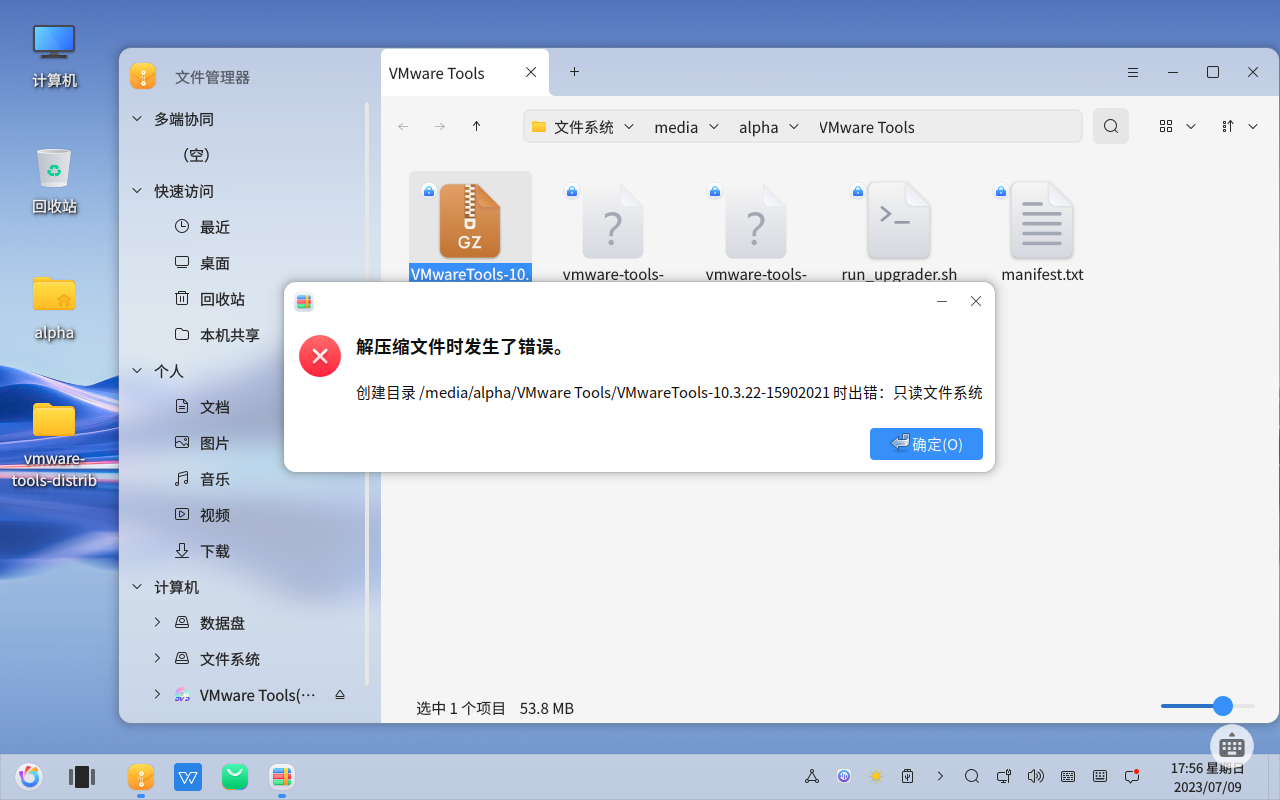 计算机
回收站
alpha
vmware-
tools-distrib
文件管理器
多端协同
（空）
快速访问
最近
桌面
回收站
本机共享
个人
文档
图片
音乐
视频
下载
计算机
数据盘
文件系统
VMware Tools(···
VMware Tools
文件系统 media alpha VMware Tools
GZ
VMwareTools-10.
vmware-tools-
vmware-tools-
run_upgrader.sh
manifest.txt
解压缩文件时发生了错误。
创建目录 /media/alpha/VMware Tools/VMwareTools-10.3.22-15902021 时出错：只读文件系统
确定(O)
选中 1 个项目 53.8 MB
17:56 星期日
2023/07/09